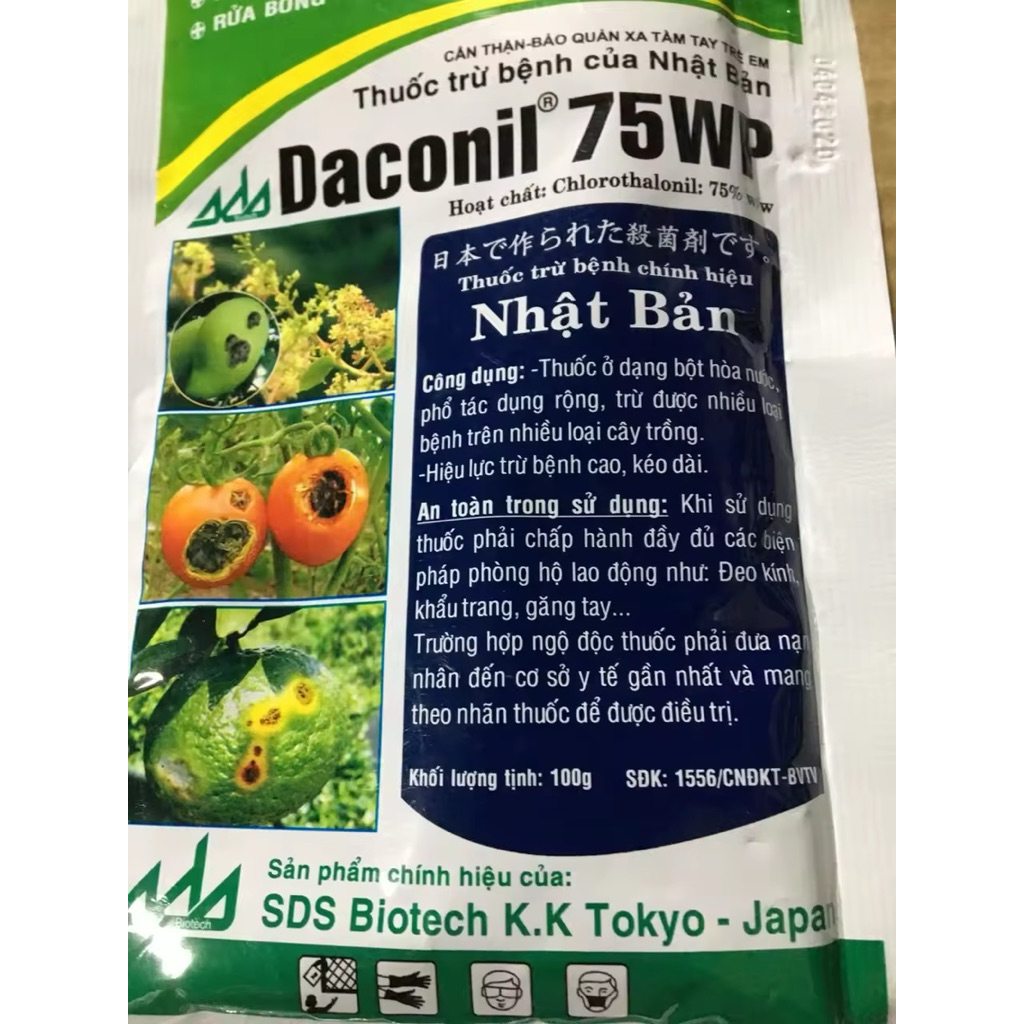 RỬA BÔNG
CẨN THẬN-BẢO QUẢN XA TẦM TAY TRẺ EM
Thuốc trừ bệnh của Nhật Bản
sds Daconil® 75WP
Hoạt chất: Chlorothalonil: 75% w/w
04042020
日本で作られた殺菌剤です。
Thuốc trừ bệnh chính hiệu
Nhật Bản
Công dụng: -Thuốc ở dạng bột hòa nước,
phổ tác dụng rộng, trừ được nhiều loại
bệnh trên nhiều loại cây trồng.
-Hiệu lực trừ bệnh cao, kéo dài.
An toàn trong sử dụng: Khi sử dụng
thuốc phải chấp hành đầy đủ các biện
pháp phòng hộ lao động như: Đeo kính,
khẩu trang, găng tay...
Trường hợp ngộ độc thuốc phải đưa nạn
nhân đến cơ sở y tế gần nhất và mang
theo nhãn thuốc để được điều trị.
Khối lượng tịnh: 100g SĐK: 1556/CNĐKT-BVTV
Sản phẩm chính hiệu của:
sds Biotech
SDS Biotech K.K Tokyo - Japan